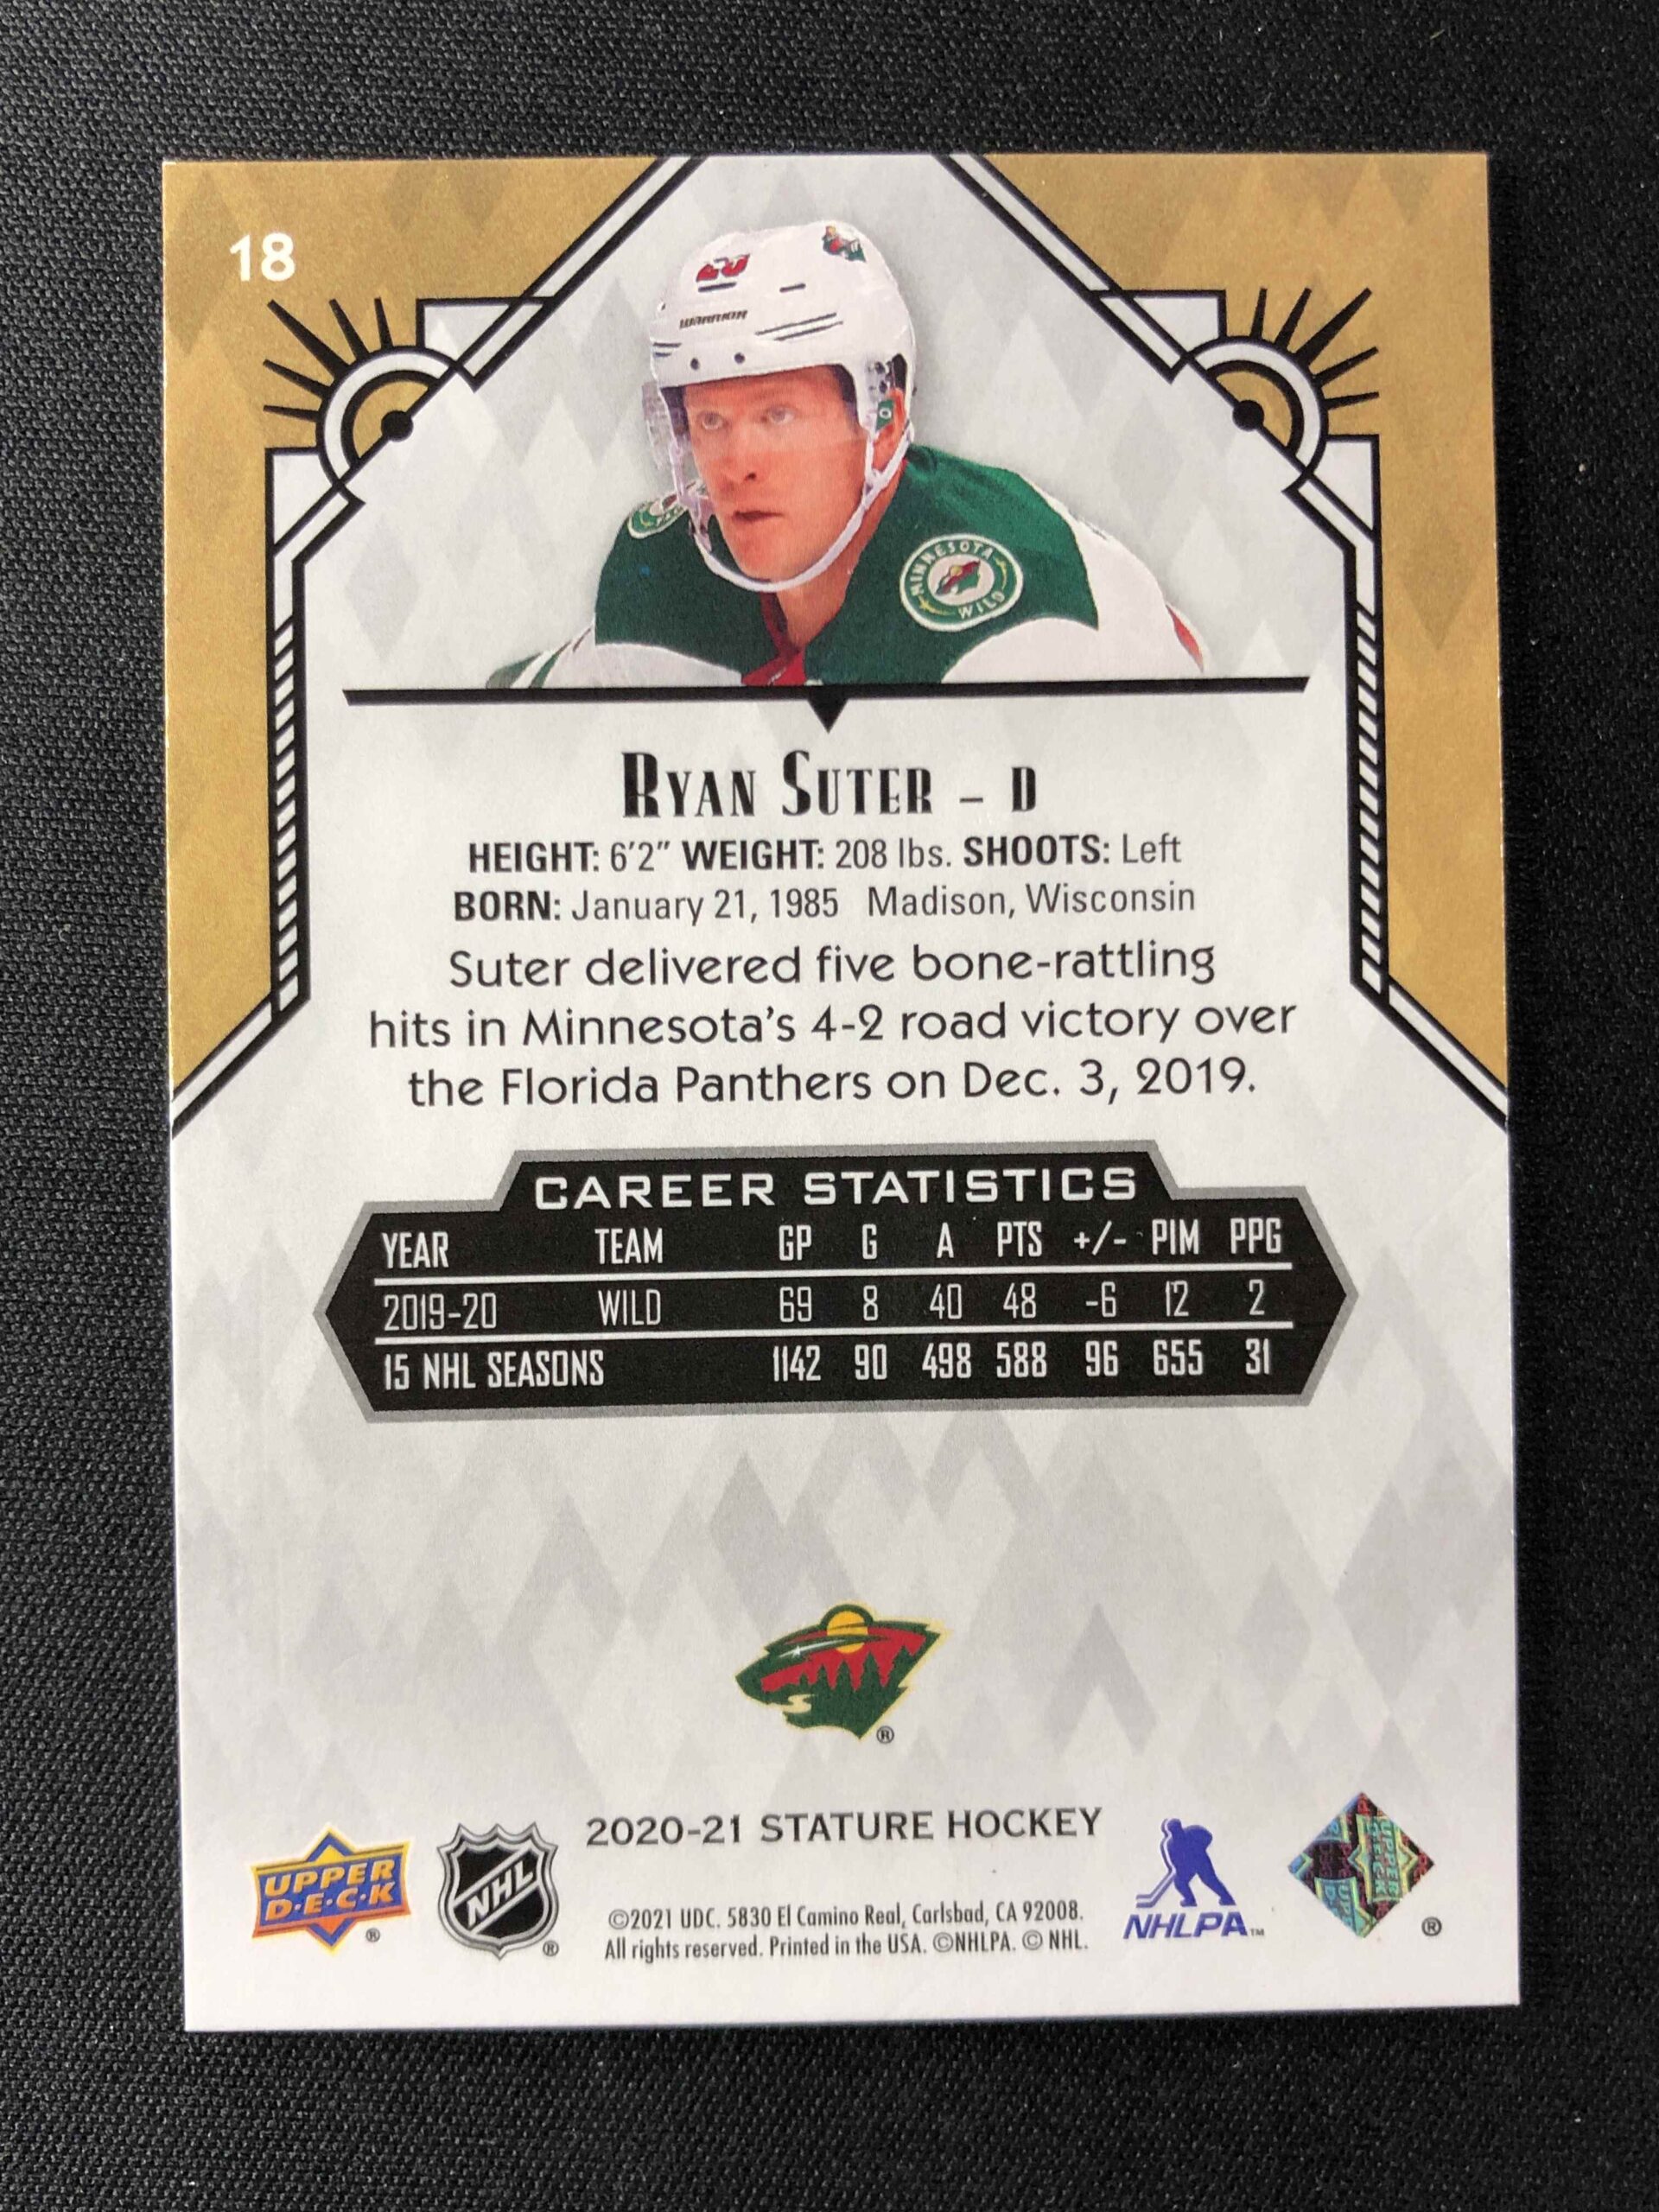 18
20
WARRIOR
MINNESOTA
WILD
RYAN SUTER – D
HEIGHT: 6'2" WEIGHT: 208 lbs. SHOOTS: Left
BORN: January 21, 1985 Madison, Wisconsin
Suter delivered five bone-rattling
hits in Minnesota's 4-2 road victory over
the Florida Panthers on Dec. 3, 2019.
CAREER STATISTICS
YEAR TEAM GP G A PTS +/- PIM PPG
2019-20 WILD 69 8 40 48 -6 12 2
15 NHL SEASONS 1142 90 498 588 96 655 31
®
2020-21 STATURE HOCKEY
UPPER
D·E·C·K
®
NHL
®
©2021 UDC. 5830 El Camino Real, Carlsbad, CA 92008.
All rights reserved. Printed in the USA. ©NHLPA. © NHL.
NHLPA™
UPPER
DECK
®